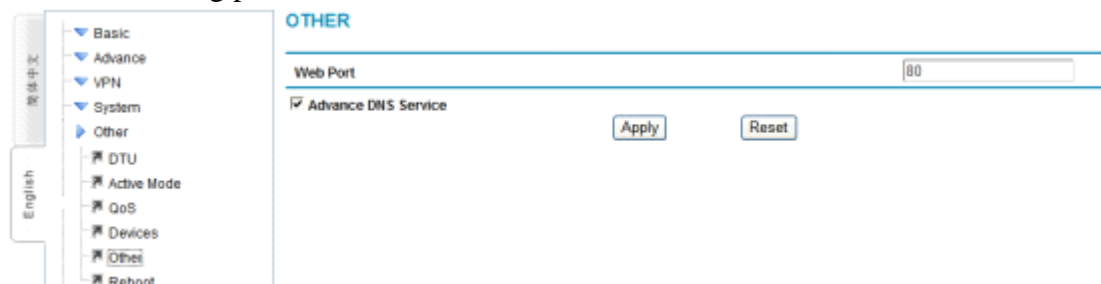 简体中文
English
Basic
Advance
VPN
System
Other
DTU
Active Mode
QoS
Devices
Other
Reboot
OTHER
Web Port 80
Advance DNS Service
Apply Reset